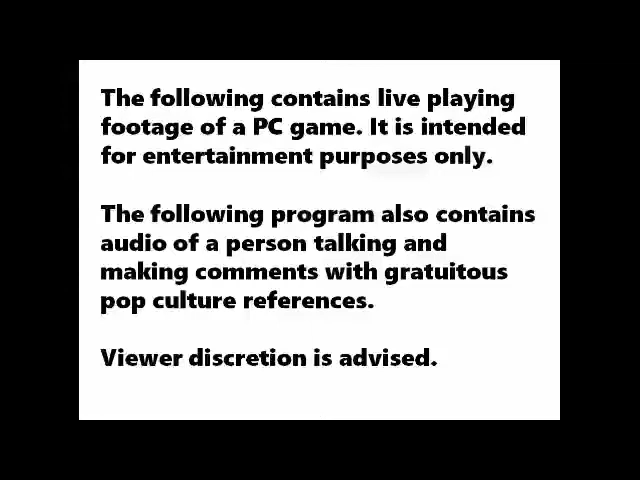 The following contains live playing
footage of a PC game. It is intended
for entertainment purposes only.
The following program also contains
audio of a person talking and
making comments with gratuitous
pop culture references.
Viewer discretion is advised.